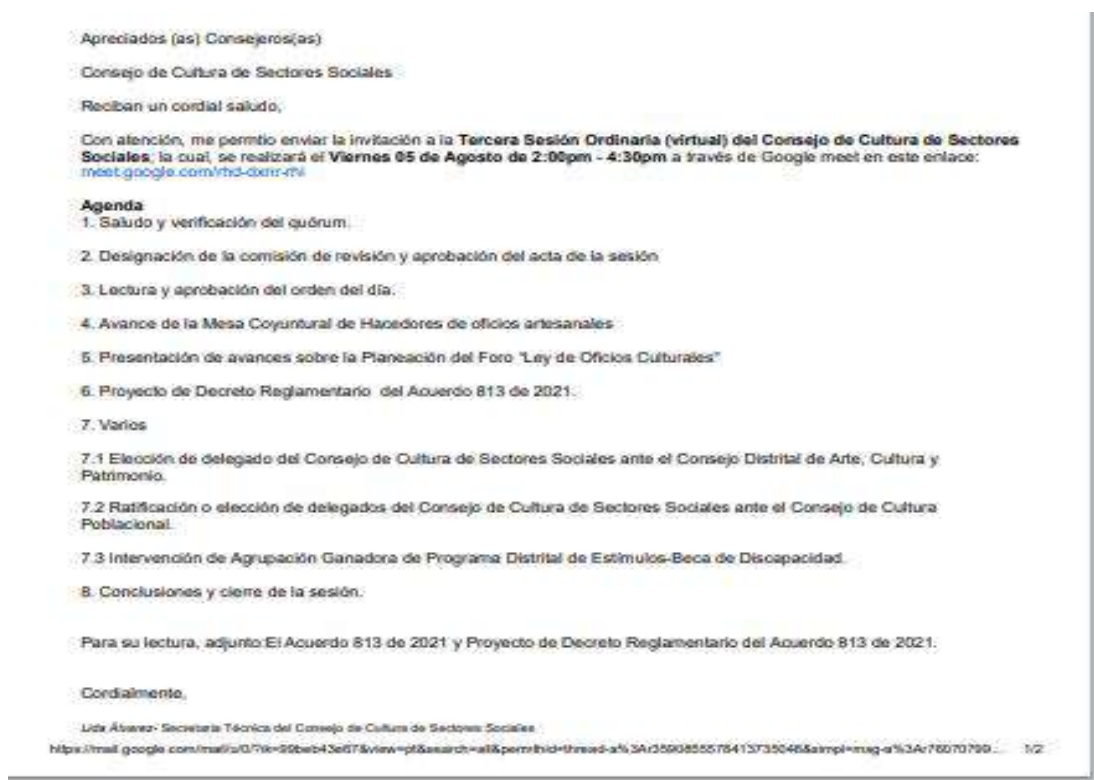 Apreciados (as) Consejeros(as)
Consejo de Cultura de Sectores Sociales
Reciban un cordial saludo,
Con atención, me permtio enviar la invitación a la Tercera Sesión Ordinaria (virtual) del Consejo de Cultura de Sectores
Sociales, la cual, se realizará el Viernes 05 de Agosto de 2:00pm - 4:30pm a través de Google meet en este enlace:
Agenda
1. Saludo y verificación del quórum.
2. Designación de la comisión de revisión y aprobación del acta de la sesión
3. Lectura y aprobación del orden del día.
4. Avance de la Mesa Coyuntural de Hacedores de oficios artesanales
5. Presentación de avances sobre la Planeación del Foro "Ley de Oficios Culturales"
6. Proyecto de Decreto Reglamentario del Acuerdo 813 de 2021.
7. Varios
7.1 Elección de delegado del Consejo de Cultura de Sectores Sociales ante el Consejo Distrital de Arte, Cultura y
Patrimonio.
7.2 Ratificación o elección de delegados del Consejo de Cultura de Sectores Sociales ante el Consejo de Cultura
Poblacional.
7.3 Intervención de Agrupación Ganadora de Programa Distrital de Estímulos-Beca de Discapacidad.
8. Conclusiones y cierre de la sesión.
Para su lectura, adjunto:El Acuerdo 813 de 2021 y Proyecto de Decreto Reglamentario del Acuerdo 813 de 2021.
Cordialmente,
Lida Álvarez- Secretaria Técnica del Consejo de Cultura de Sectores Sociales
1/2